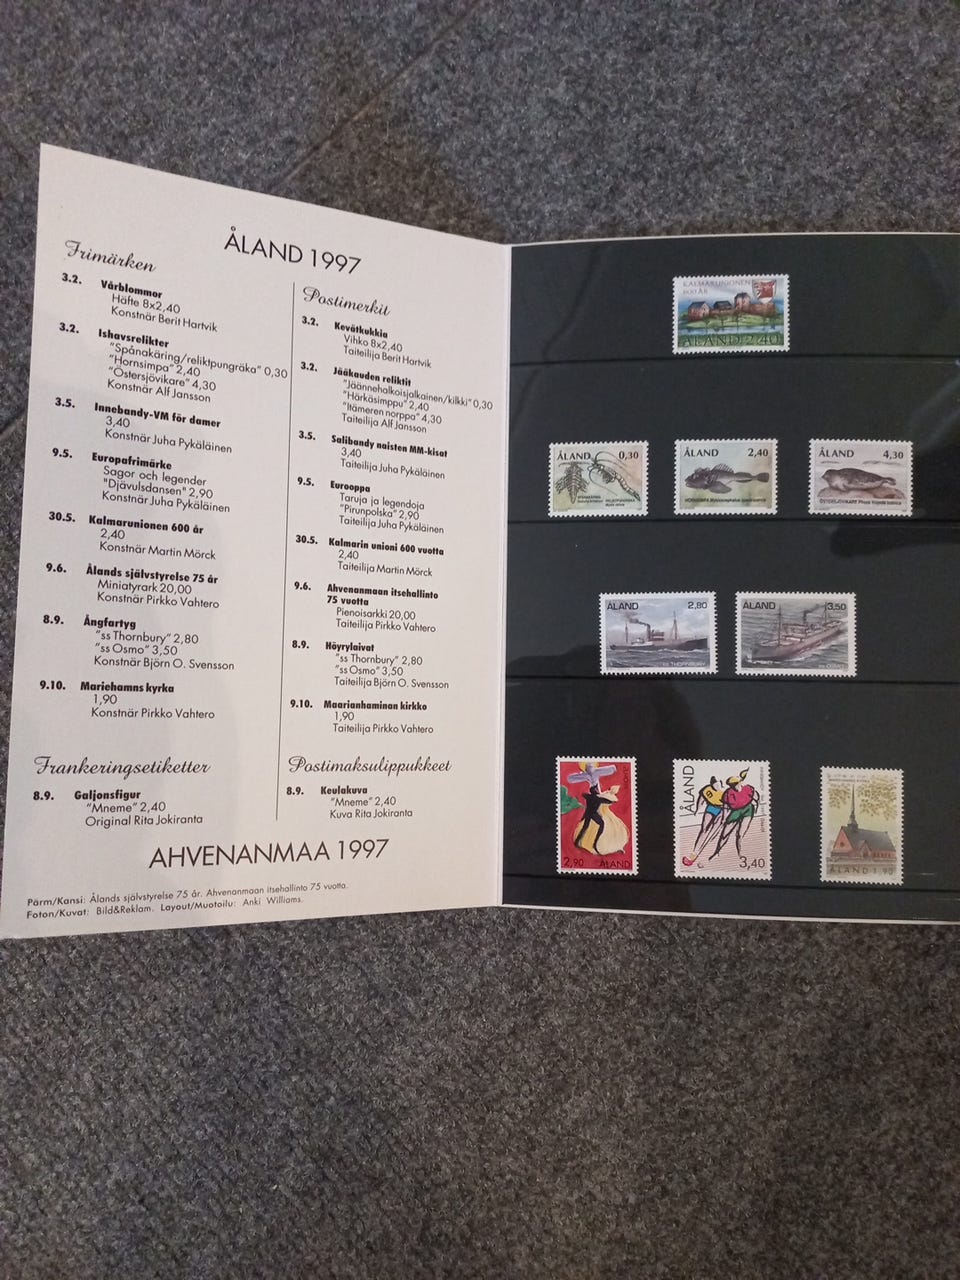 ÅLAND 1997
Frimärken
3.2. Vårblommor
Häfte 8x2,40
Konstnär Berit Hartvik
3.2. Ishavsrelikter
"Spånakäring/reliktpungräka" 0,30
"Hornsimpa" 2,40
"Östersjövikare" 4,30
Konstnär Alf Jansson
3.5. Innebandy-VM för damer
3,40
Konstnär Juha Pykäläinen
9.5. Europafrimärke
Sagor och legender
"Djävulsdansen" 2,90
Konstnär Juha Pykäläinen
30.5. Kalmarunionen 600 år
2,40
Konstnär Martin Mörck
9.6. Ålands självstyrelse 75 år
Miniatyrark 20,00
Konstnär Pirkko Vahtero
8.9. Ångfartyg
"ss Thornbury" 2,80
"ss Osmo" 3,50
Konstnär Björn O. Svensson
9.10. Mariehamns kyrka
1,90
Konstnär Pirkko Vahtero
Frankeringsetiketter
8.9. Galjonsfigur
"Mneme" 2,40
Original Rita Jokiranta
Postimerkit
3.2. Kevätkukkia
Vihko 8x2,40
Taiteilija Berit Hartvik
3.2. Jääkauden reliktit
"Jäännehalkoisjalkainen/kilkki" 0,30
"Härkäsimppu" 2,40
"Itämeren norppa" 4,30
Taiteilija Alf Jansson
3.5. Salibandy naisten MM-kisat
3,40
Taiteilija Juha Pykäläinen
9.5. Eurooppa
Taruja ja legendoja
"Pirunpolska" 2,90
Taiteilija Juha Pykäläinen
30.5. Kalmarin unioni 600 vuotta
2,40
Taiteilija Martin Mörck
9.6. Ahvenanmaan itsehallinto
75 vuotta
Pienoisarkki 20,00
Taiteilija Pirkko Vahtero
8.9. Höyrylaivat
"ss Thornbury" 2,80
"ss Osmo" 3,50
Taiteilija Björn O. Svensson
9.10. Maarianhaminan kirkko
1,90
Taiteilija Pirkko Vahtero
Postimaksulippukkeet
8.9. Keulakuva
"Mneme" 2,40
Kuva Rita Jokiranta
AHVENANMAA 1997
Pärm/Kansi: Ålands självstyrelse 75 år. Ahvenanmaan itsehallinto 75 vuotta.
Foton/Kuvat: Bild&Reklam. Layout/Muotoilu: Anki Williams.
KALMARUNIONEN
600 ÅR
ÅLAND 2,40
ÅLAND 0,30
ÅLAND 2,40
HORNSIMPA
ÅLAND 4,30
ÖSTERSJÖVIKARE
ÅLAND 2,80
ss THORNBURY
ÅLAND 3,50
2,90 ÅLAND
ÅLAND
3,40
ÅLAND 1,90